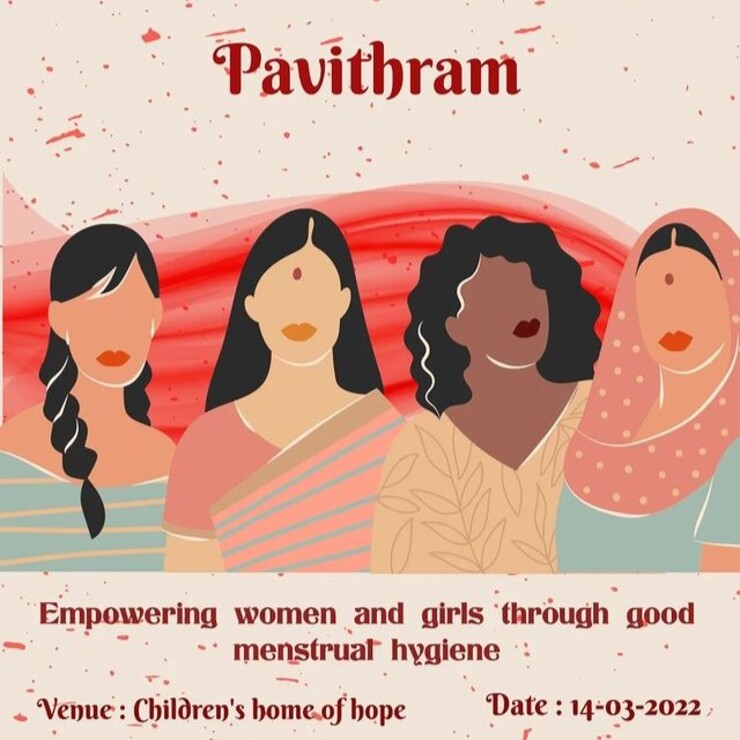 Pavithram
Empowering women and girls through good
menstrual hygiene
Venue : Children's home of hope
Date : 14-03-2022